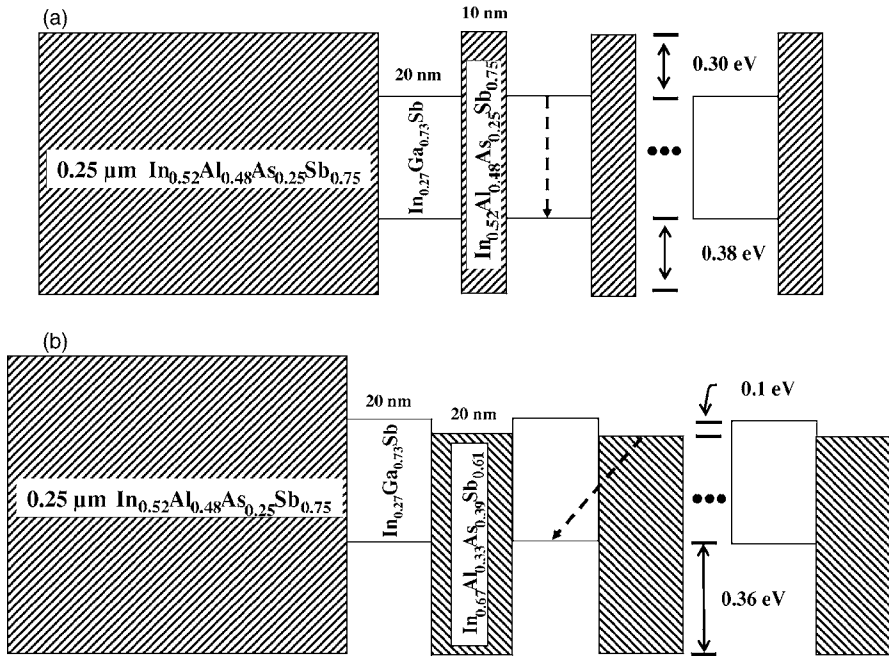 (a)
10 nm
20 nm
0.30 eV
0.25 µm In0.52Al0.48As0.25Sb0.75
In0.27Ga0.73Sb
In0.52Al0.48As0.25Sb0.75
0.38 eV
(b)
20 nm
20 nm
0.1 eV
0.25 µm In0.52Al0.48As0.25Sb0.75
In0.27Ga0.73Sb
In0.67Al0.33As0.39Sb0.61
0.36 eV